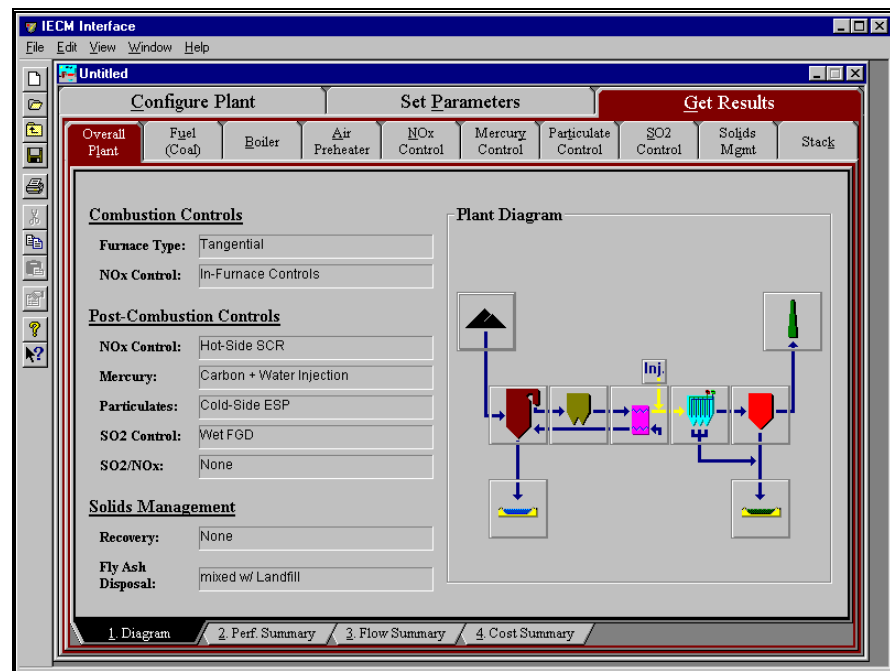 IECM Interface
File Edit View Window Help
Untitled
Configure Plant Set Parameters Get Results
Overall Plant
Fuel (Coal)
Boiler
Air Preheater
NOx Control
Mercury Control
Particulate Control
SO2 Control
Solids Mgmt
Stack
Combustion Controls
Furnace Type: Tangential
NOx Control: In-Furnace Controls
Post-Combustion Controls
NOx Control: Hot-Side SCR
Mercury: Carbon + Water Injection
Particulates: Cold-Side ESP
SO2 Control: Wet FGD
SO2/NOx: None
Solids Management
Recovery: None
Fly Ash
Disposal: mixed w/ Landfill
Plant Diagram
Inj.
1. Diagram 2. Perf. Summary 3. Flow Summary 4. Cost Summary